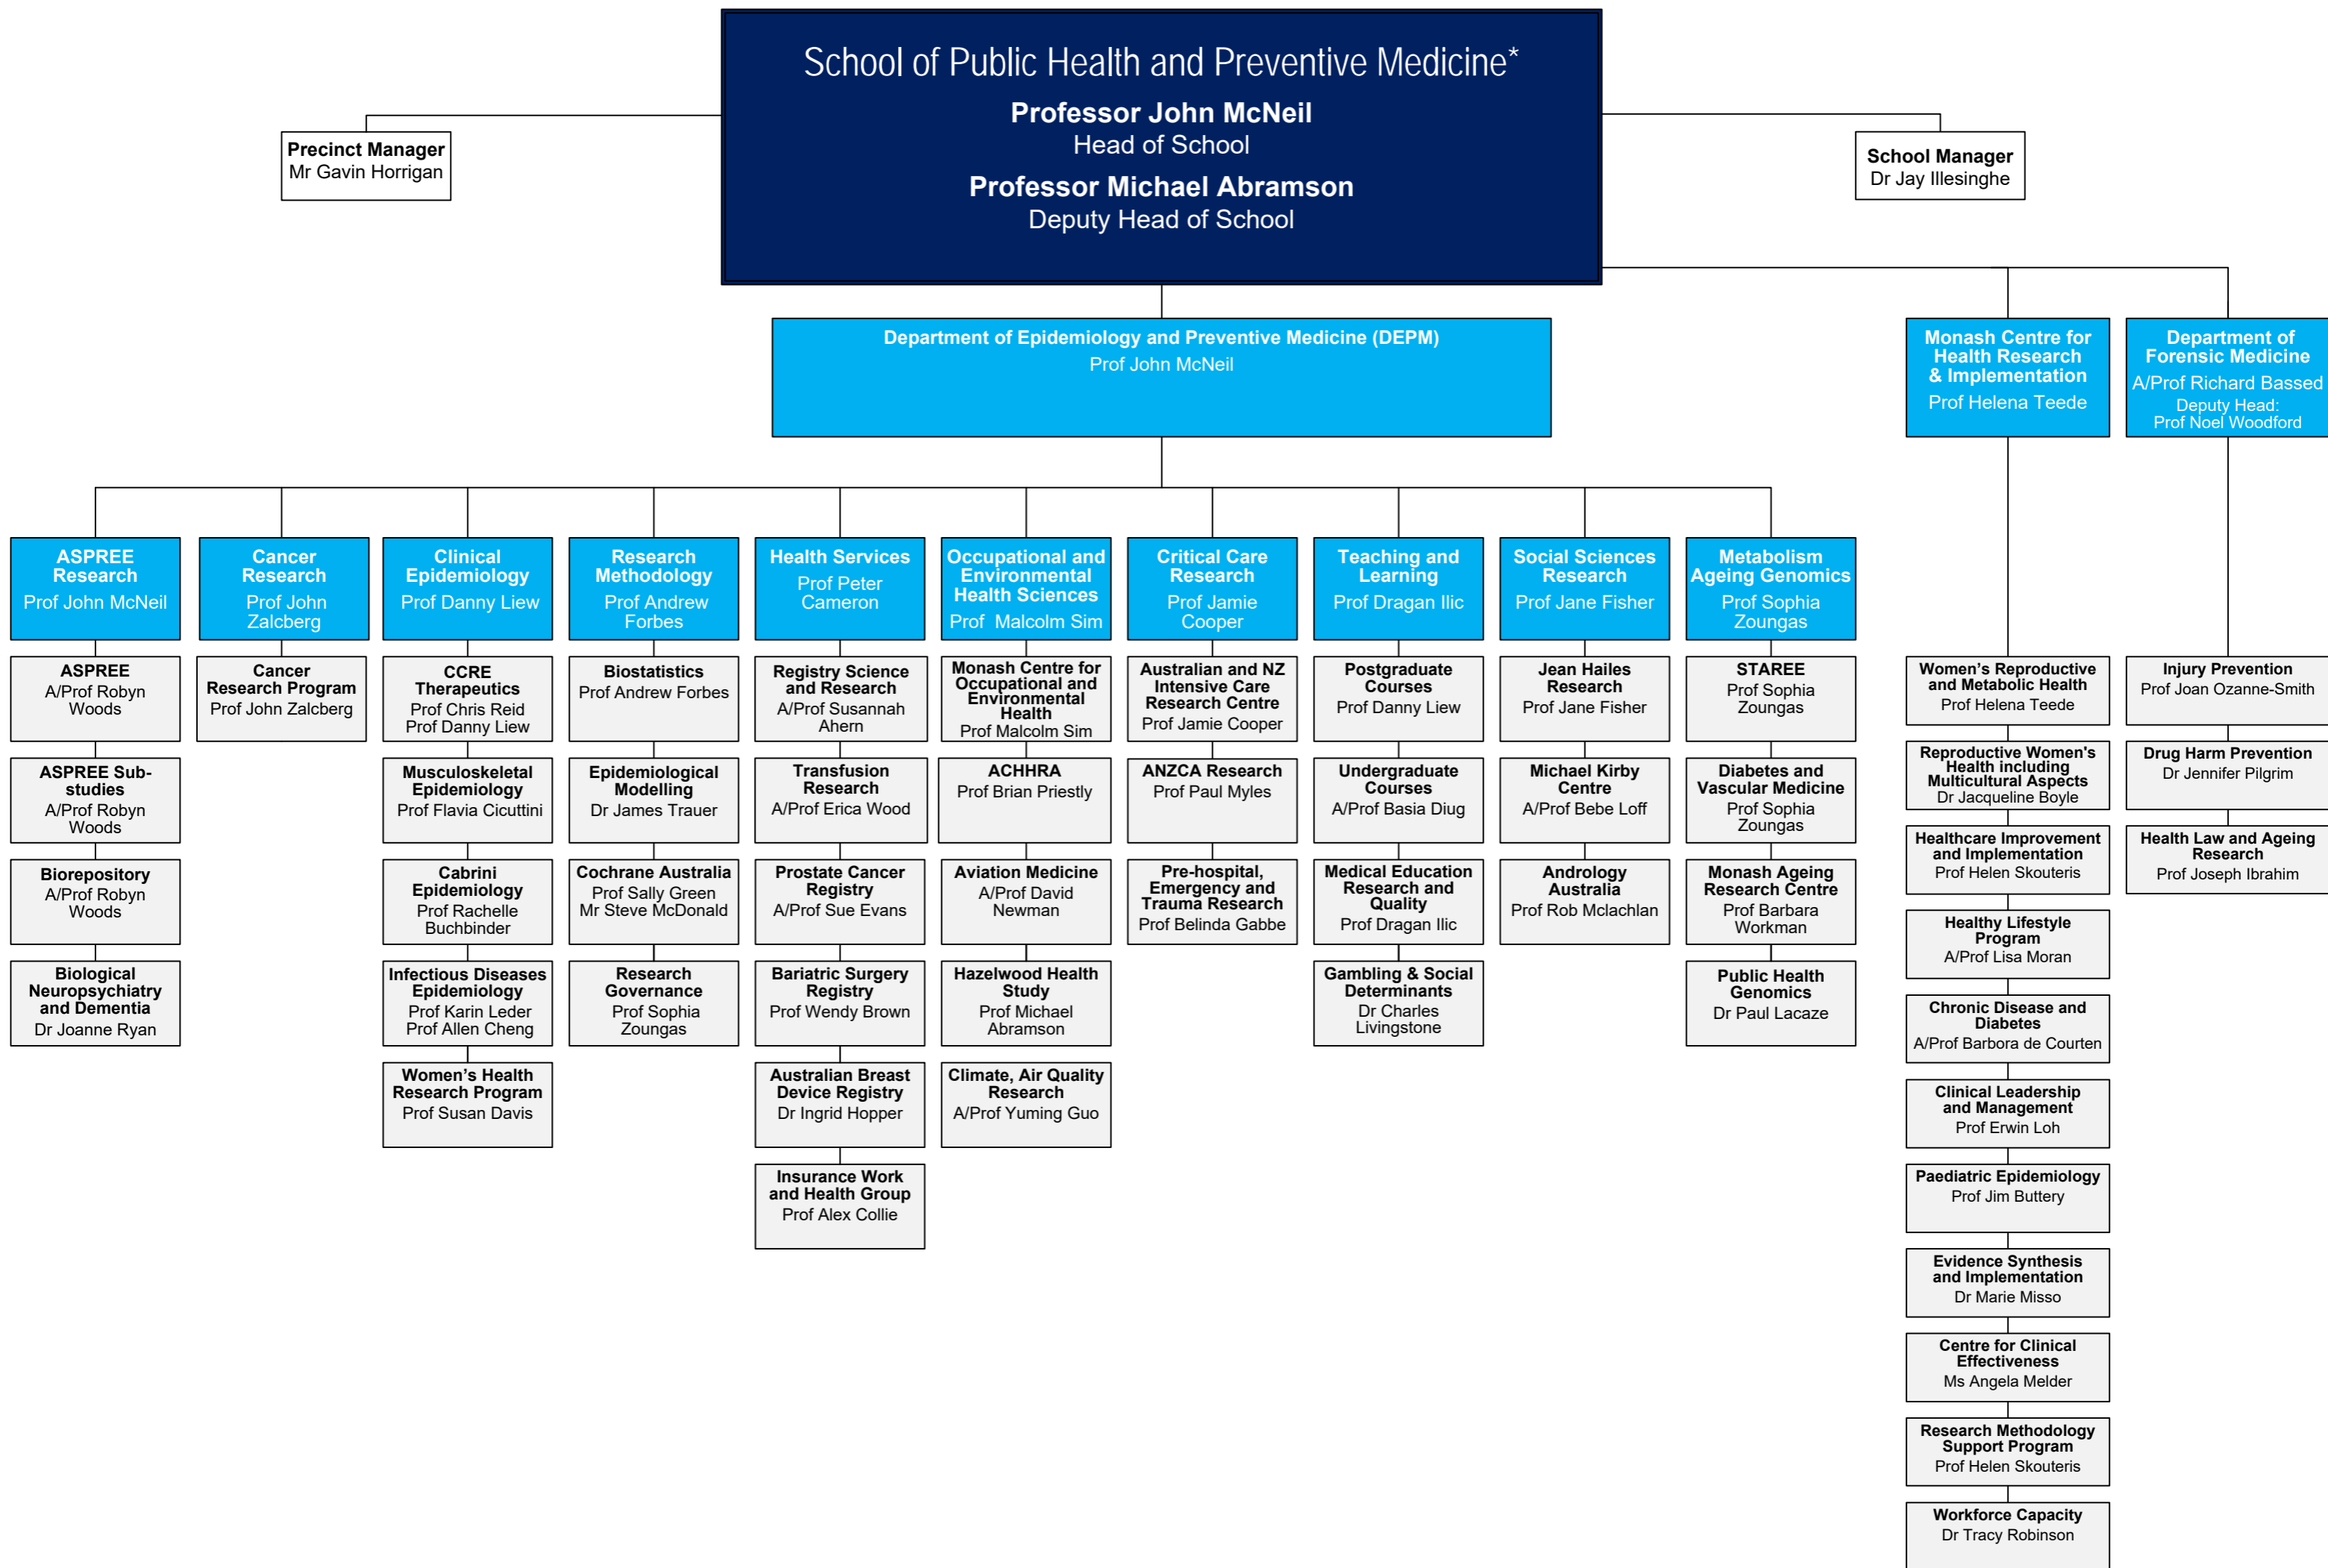 School of Public Health and Preventive Medicine*
Professor John McNeil
Head of School
Professor Michael Abramson
Deputy Head of School
Precinct Manager
Mr Gavin Horrigan
School Manager
Dr Jay Illesinghe
Department of Epidemiology and Preventive Medicine (DEPM)
Prof John McNeil
Monash Centre for
Health Research
& Implementation
Prof Helena Teede
Department of
Forensic Medicine
A/Prof Richard Bassed
Deputy Head:
Prof Noel Woodford
ASPREE
Research
Prof John McNeil
ASPREE
A/Prof Robyn
Woods
ASPREE Sub-
studies
A/Prof Robyn
Woods
Biorepository
A/Prof Robyn
Woods
Biological
Neuropsychiatry
and Dementia
Dr Joanne Ryan
Cancer
Research
Prof John
Zalcberg
Cancer
Research Program
Prof John Zalcberg
Clinical
Epidemiology
Prof Danny Liew
CCRE
Therapeutics
Prof Chris Reid
Prof Danny Liew
Musculoskeletal
Epidemiology
Prof Flavia Cicuttini
Cabrini
Epidemiology
Prof Rachelle
Buchbinder
Infectious Diseases
Epidemiology
Prof Karin Leder
Prof Allen Cheng
Women’s Health
Research Program
Prof Susan Davis
Research
Methodology
Prof Andrew
Forbes
Biostatistics
Prof Andrew Forbes
Epidemiological
Modelling
Dr James Trauer
Cochrane Australia
Prof Sally Green
Mr Steve McDonald
Research
Governance
Prof Sophia
Zoungas
Health Services
Prof Peter
Cameron
Registry Science
and Research
A/Prof Susannah
Ahern
Transfusion
Research
A/Prof Erica Wood
Prostate Cancer
Registry
A/Prof Sue Evans
Bariatric Surgery
Registry
Prof Wendy Brown
Australian Breast
Device Registry
Dr Ingrid Hopper
Insurance Work
and Health Group
Prof Alex Collie
Occupational and
Environmental
Health Sciences
Prof Malcolm Sim
Monash Centre for
Occupational and
Environmental
Health
Prof Malcolm Sim
ACHHRA
Prof Brian Priestly
Aviation Medicine
A/Prof David
Newman
Hazelwood Health
Study
Prof Michael
Abramson
Climate, Air Quality
Research
A/Prof Yuming Guo
Critical Care
Research
Prof Jamie
Cooper
Australian and NZ
Intensive Care
Research Centre
Prof Jamie Cooper
ANZCA Research
Prof Paul Myles
Pre-hospital,
Emergency and
Trauma Research
Prof Belinda Gabbe
Teaching and
Learning
Prof Dragan Ilic
Postgraduate
Courses
Prof Danny Liew
Undergraduate
Courses
A/Prof Basia Diug
Medical Education
Research and
Quality
Prof Dragan Ilic
Gambling & Social
Determinants
Dr Charles
Livingstone
Social Sciences
Research
Prof Jane Fisher
Jean Hailes
Research
Prof Jane Fisher
Michael Kirby
Centre
A/Prof Bebe Loff
Andrology
Australia
Prof Rob Mclachlan
Metabolism
Ageing Genomics
Prof Sophia
Zoungas
STAREE
Prof Sophia
Zoungas
Diabetes and
Vascular Medicine
Prof Sophia
Zoungas
Monash Ageing
Research Centre
Prof Barbara
Workman
Public Health
Genomics
Dr Paul Lacaze
Women’s Reproductive
and Metabolic Health
Prof Helena Teede
Reproductive Women's
Health including
Multicultural Aspects
Dr Jacqueline Boyle
Healthcare Improvement
and Implementation
Prof Helen Skouteris
Healthy Lifestyle
Program
A/Prof Lisa Moran
Chronic Disease and
Diabetes
A/Prof Barbora de Courten
Clinical Leadership
and Management
Prof Erwin Loh
Paediatric Epidemiology
Prof Jim Buttery
Evidence Synthesis
and Implementation
Dr Marie Misso
Centre for Clinical
Effectiveness
Ms Angela Melder
Research Methodology
Support Program
Prof Helen Skouteris
Workforce Capacity
Dr Tracy Robinson
Injury Prevention
Prof Joan Ozanne-Smith
Drug Harm Prevention
Dr Jennifer Pilgrim
Health Law and Ageing
Research
Prof Joseph Ibrahim